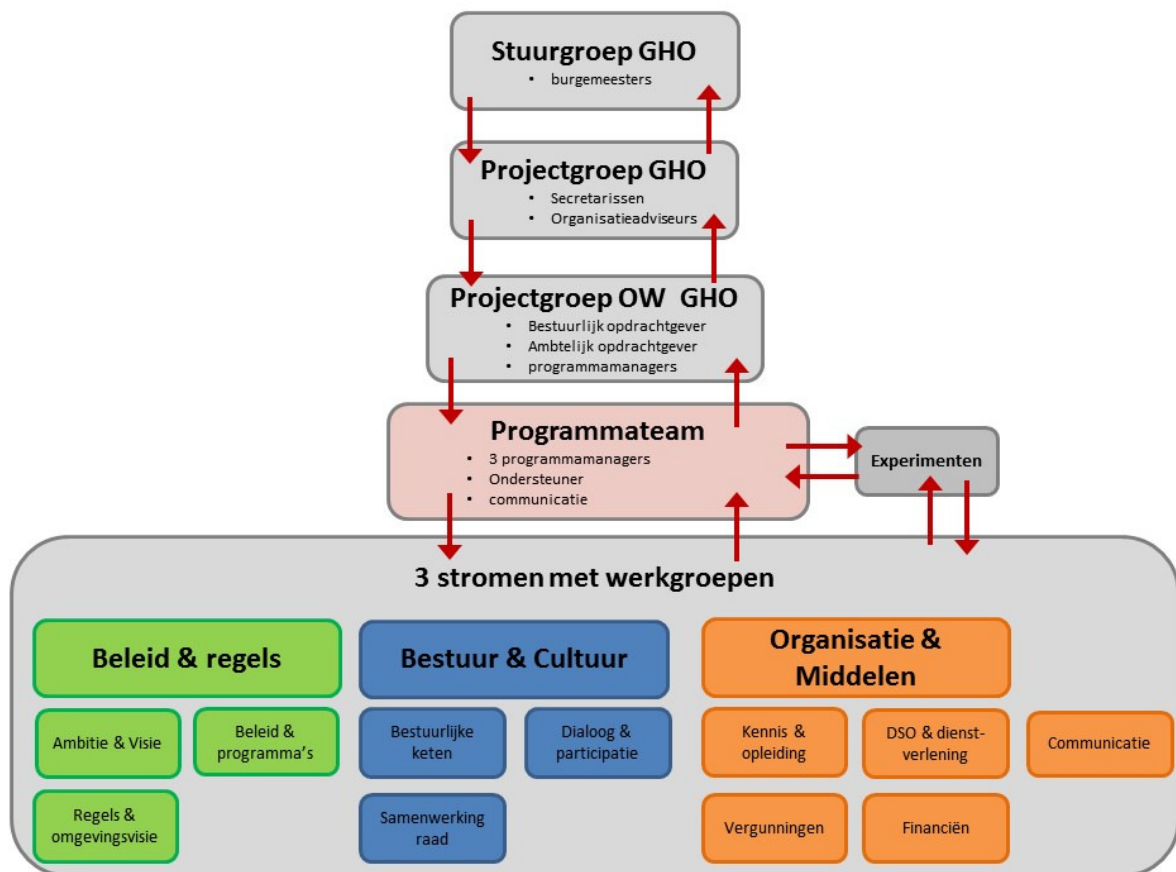 Stuurgroep GHO
• burgemeesters
Projectgroep GHO
• Secretarissen
• Organisatieadviseurs
Projectgroep OW GHO
• Bestuurlijk opdrachtgever
• Ambtelijk opdrachtgever
• programmamanagers
Programmateam
• 3 programmamanagers
• Ondersteuner
• communicatie
Experimenten
3 stromen met werkgroepen
Beleid & regels
Ambitie & Visie
Beleid &
programma's
Regels &
omgevingsvisie
Bestuur & Cultuur
Bestuurlijke
keten
Dialoog &
participatie
Samenwerking
raad
Organisatie &
Middelen
Kennis &
opleiding
DSO & dienst-
verlening
Communicatie
Vergunningen
Financiën